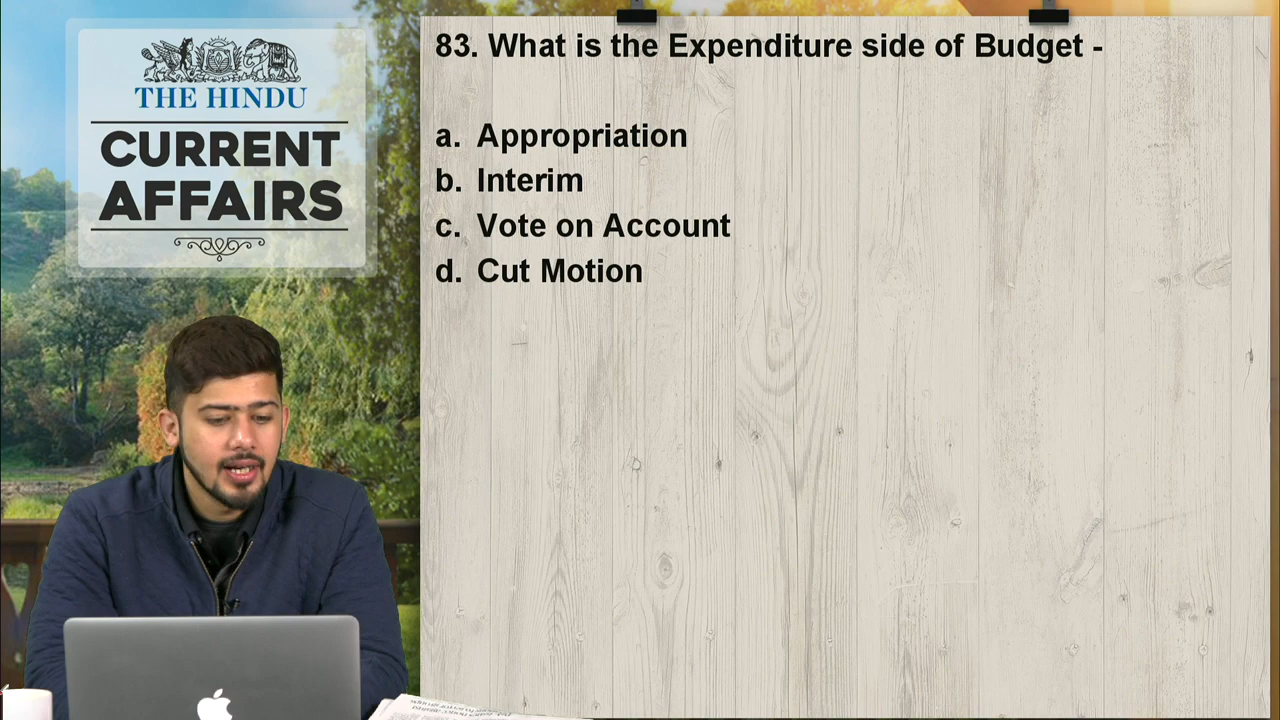 THE HINDU
CURRENT
AFFAIRS
83. What is the Expenditure side of Budget -
a. Appropriation
b. Interim
c. Vote on Account
d. Cut Motion